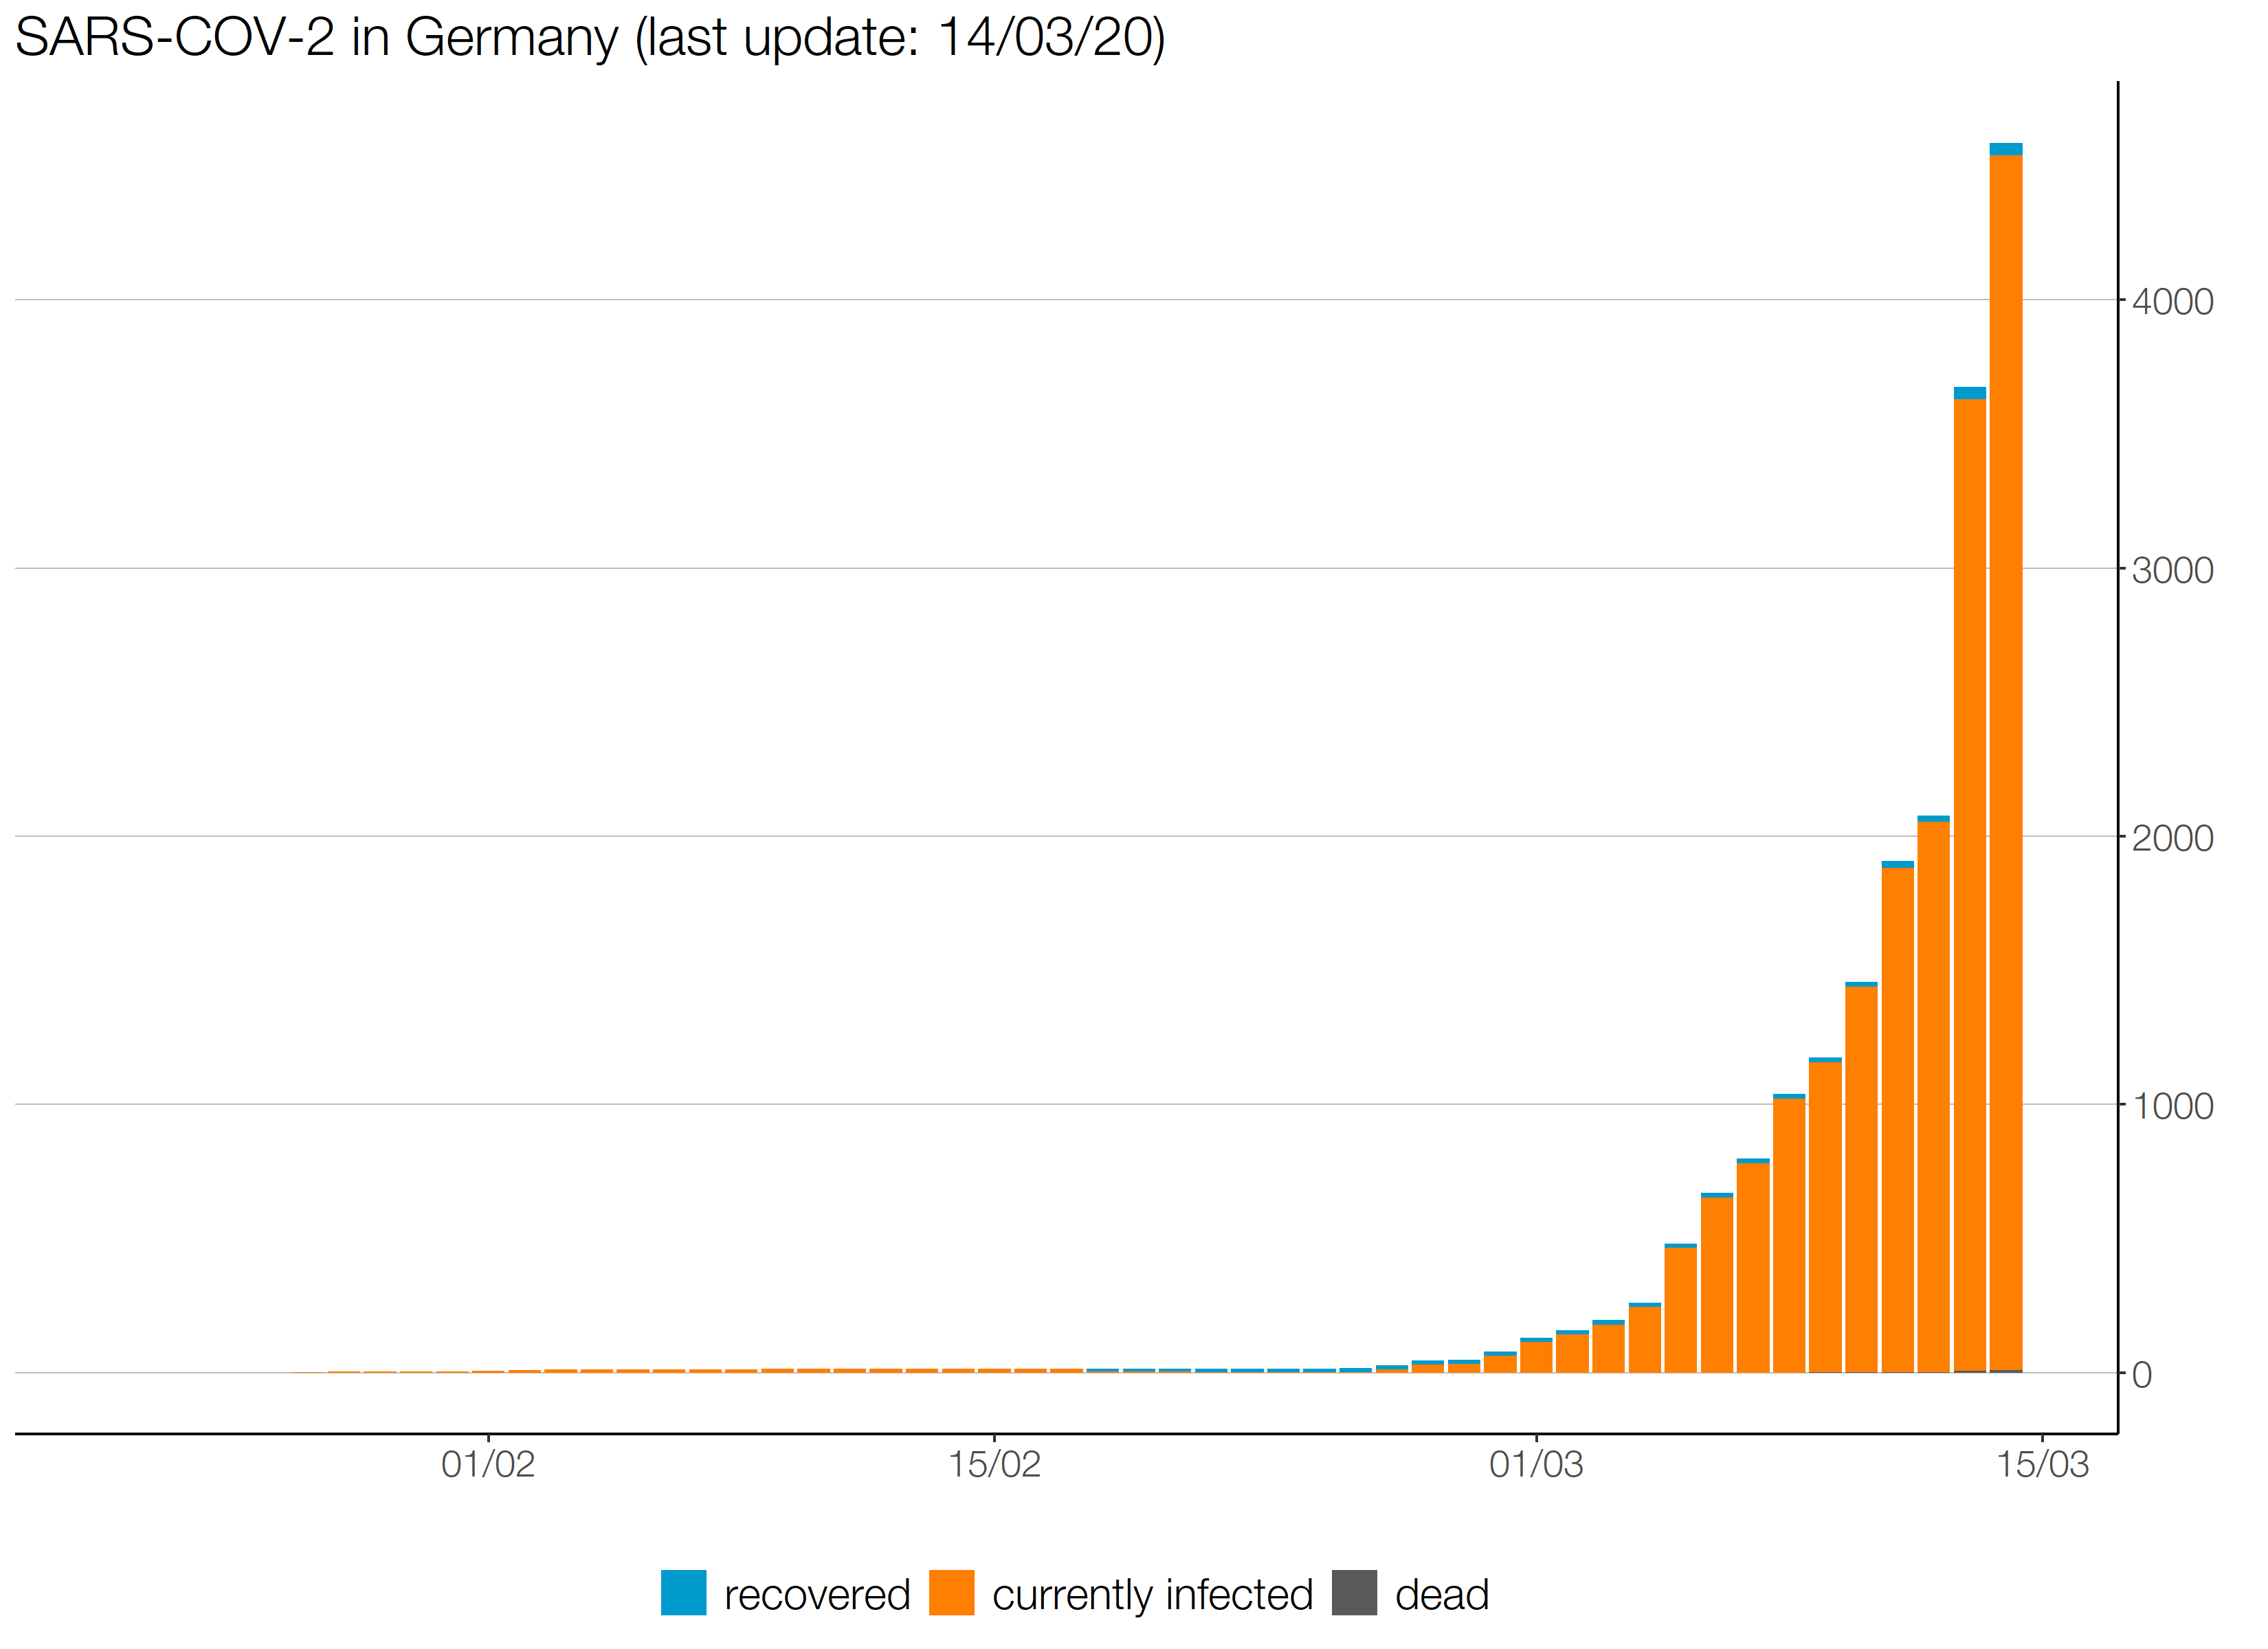 SARS-COV-2 in Germany (last update: 14/03/20)
4000
3000
2000
1000
0
01/02 15/02 01/03 15/03
recovered currently infected dead